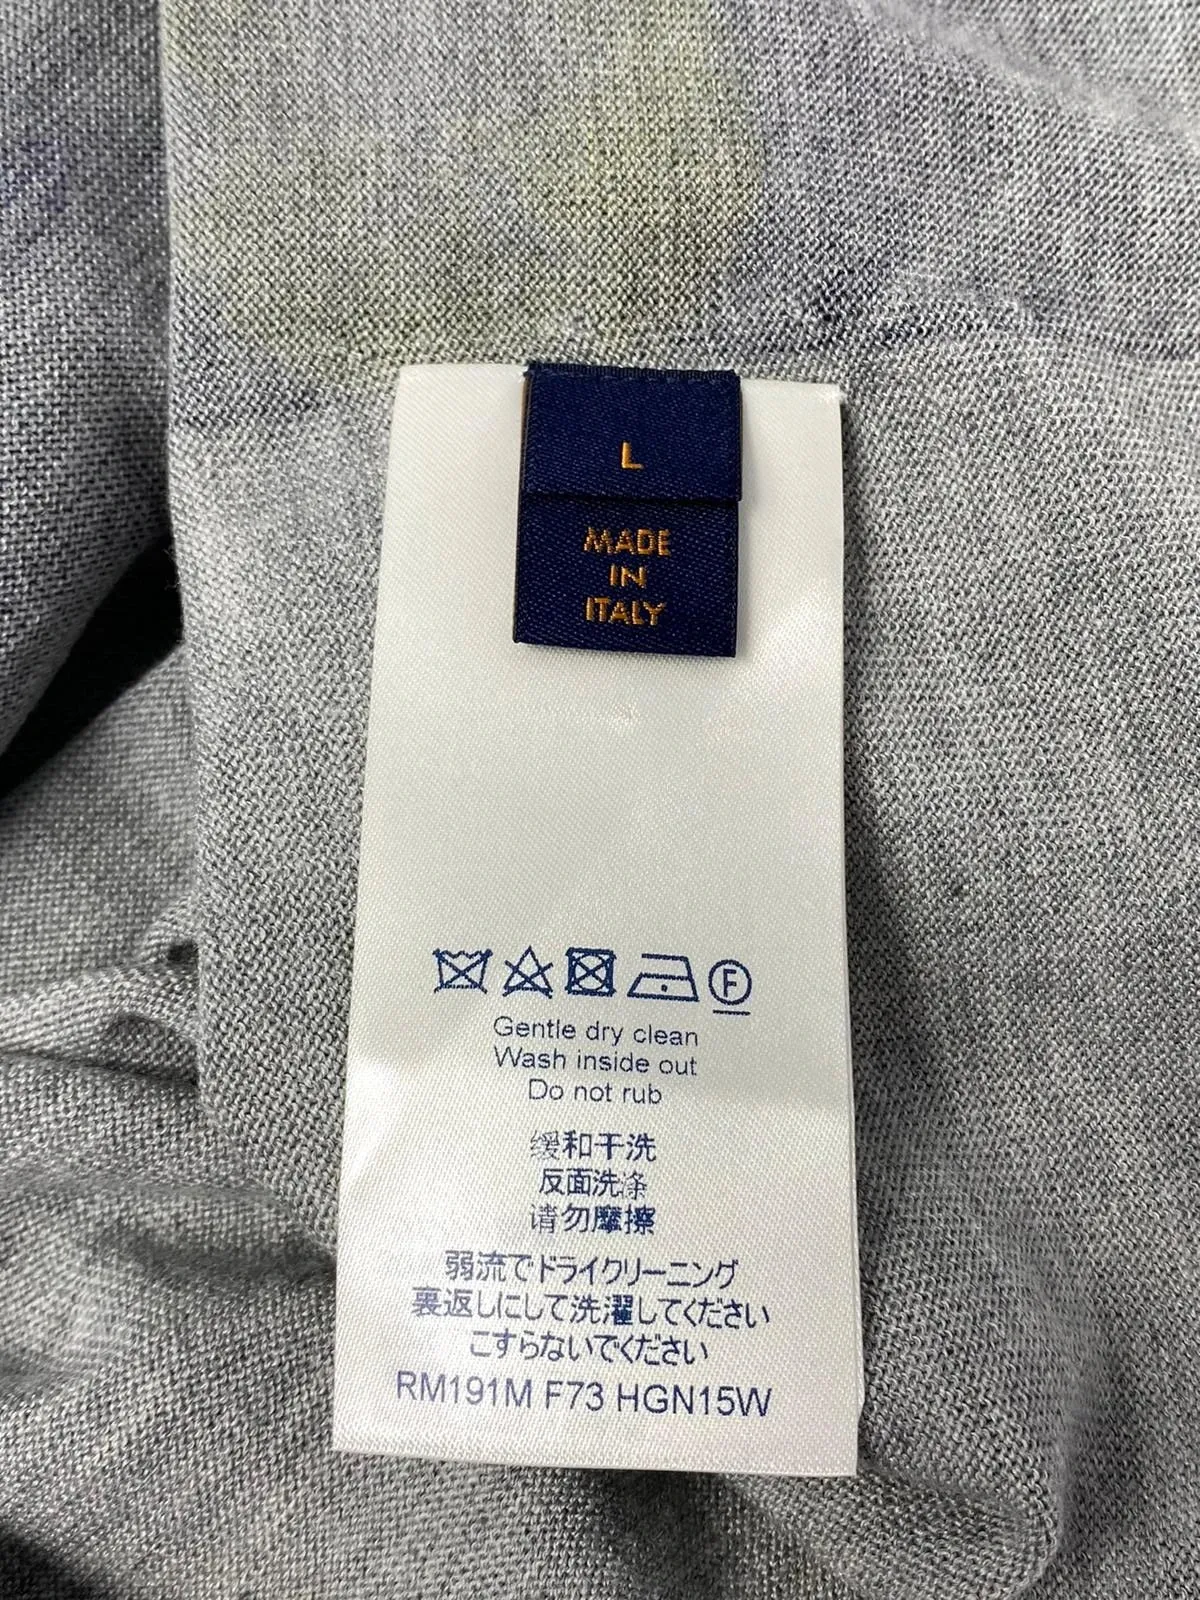 L
MADE
IN
ITALY
F
Gentle dry clean
Wash inside out
Do not rub
缓和干洗
反面洗涤
请勿摩擦
弱流でドライクリーニング
裏返しにして洗濯してください
こすらないでください
RM191M F73 HGN15W